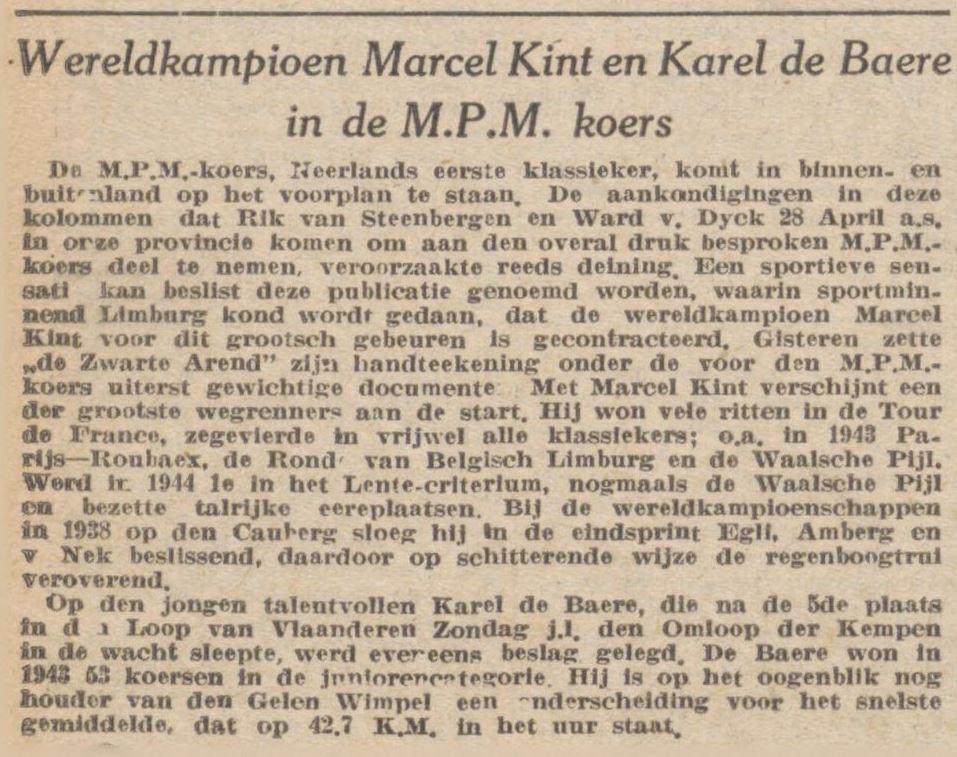 Wereldkampioen Marcel Kint en Karel de Baere
in de M.P.M. koers
De M.P.M.-koers, Neerlands eerste klassieker, komt in binnen- en
buitenland op het voorplan te staan. De aankondigingen in deze
kolommen dat Rik van Steenbergen en Ward v. Dyck 28 April a.s.
in onze provincie komen om aan den overal druk besproken M.P.M.-
koers deel te nemen, veroorzaakte reeds deining. Een sportieve sen-
sati kan beslist deze publicatie genoemd worden, waarin sportmin-
nend Limburg kond wordt gedaan, dat de wereldkampioen Marcel
Kint voor dit grootsch gebeuren is gecontracteerd. Gisteren zette
„de Zwarte Arend” zijn handteekening onder de voor den M.P.M.-
koers uiterst gewichtige documente Met Marcel Kint verschijnt een
der grootste wegrenners aan de start. Hij won vele ritten in de Tour
de France, zegevierde in vrijwel alle klassiekers; o.a. in 1943 Pa-
rijs—Roubaex, de Rond van Belgisch Limburg en de Waalsche Pijl.
Werd in 1944 1e in het Lente-criterium, nogmaals de Waalsche Pijl
en bezette talrijke eereplaatsen. Bij de wereldkampioenschappen
in 1938 op den Cauberg sloeg hij in de eindsprint Egli, Amberg en
v Nek beslissend, daardoor op schitterende wijze de regenboogtrui
veroverend.
Op den jongen talentvollen Karel de Baere, die na de 5de plaats
in d n Loop van Vlaanderen Zondag j.l. den Omloop der Kempen
in de wacht sleepte, werd eveneens beslag gelegd. De Baere won in
1943 53 koersen in de juniorencategorie. Hij is op het oogenblik nog
houder van den Gelen Wimpel een onderscheiding voor het snelste
gemiddelde, dat op 42.7 K.M. in het uur staat.